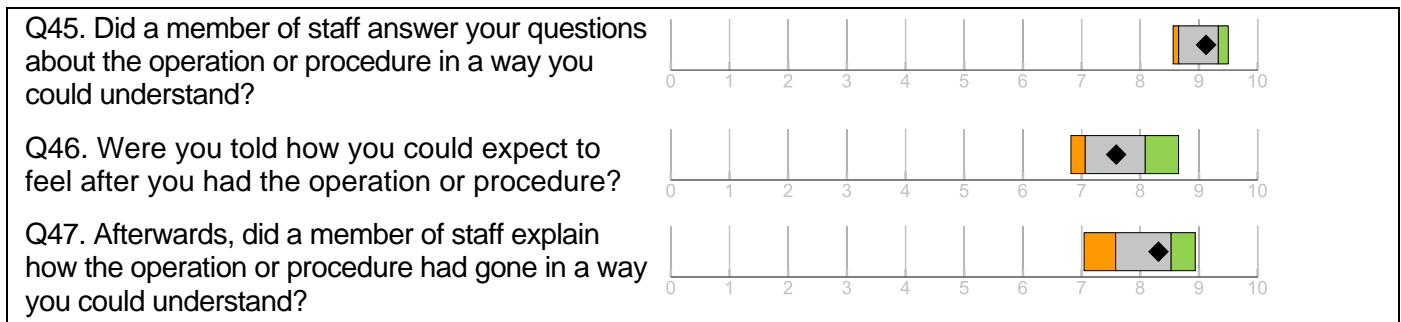 Q45. Did a member of staff answer your questions
about the operation or procedure in a way you
could understand?
0 1 2 3 4 5 6 7 8 9 10
Q46. Were you told how you could expect to
feel after you had the operation or procedure?
0 1 2 3 4 5 6 7 8 9 10
Q47. Afterwards, did a member of staff explain
how the operation or procedure had gone in a way
you could understand?
0 1 2 3 4 5 6 7 8 9 10